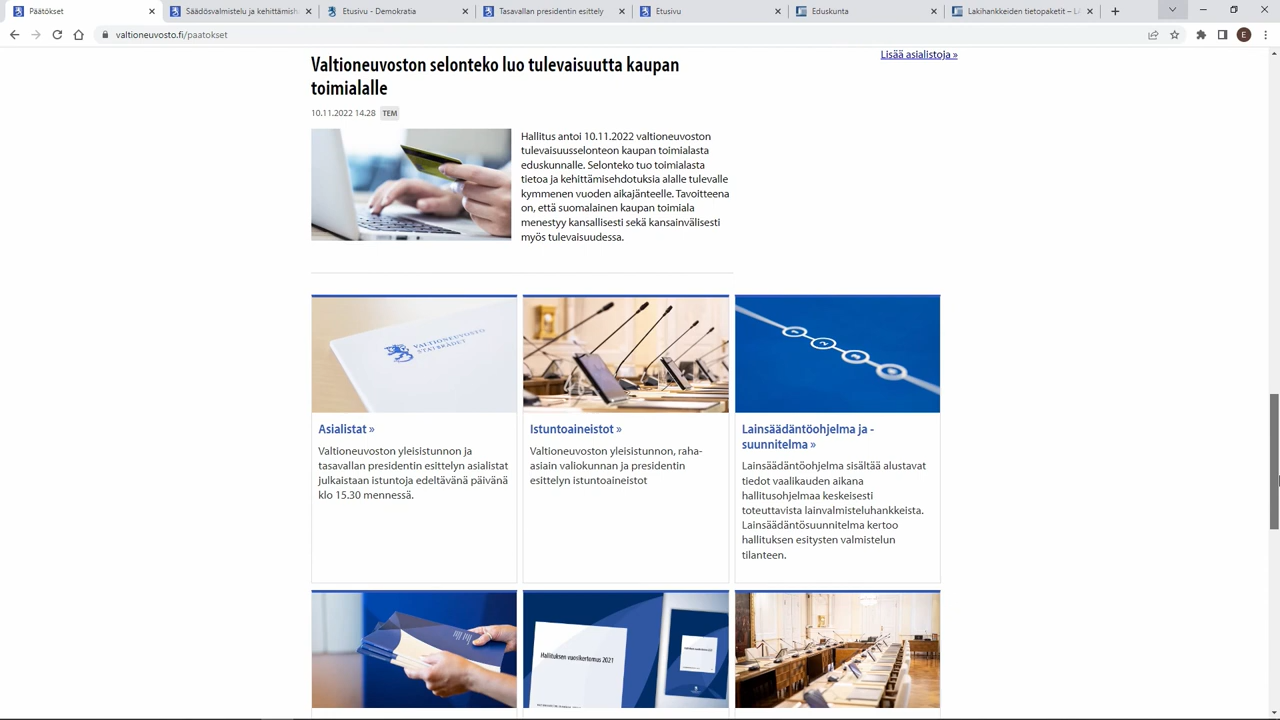 Päätökset
Säädösvalmistelu ja kehittämist
Etusivu - Demokratia
Tasavallan presidentin esittely
Etusivu
Eduskunta
Lakihankkeiden tietopaketit – LA
valtioneuvosto.fi/paatokset
E
Lisää asialistoja »
Valtioneuvoston selonteko luo tulevaisuutta kaupan
toimialalle
10.11.2022 14.28 TEM
Hallitus antoi 10.11.2022 valtioneuvoston
tulevaisuusselonteon kaupan toimialasta
eduskunnalle. Selonteko tuo toimialasta
tietoa ja kehittämisehdotuksia alalle tulevalle
kymmenen vuoden aikajänteelle. Tavoitteena
on, että suomalainen kaupan toimiala
menestyy kansallisesti sekä kansainvälisesti
myös tulevaisuudessa.
VALTIONEUVOSTO
STATSRÅDET
Asialistat »
Valtioneuvoston yleisistunnon ja
tasavallan presidentin esittelyn asialistat
julkaistaan istuntoja edeltävänä päivänä
klo 15.30 mennessä.
Istuntoaineistot »
Valtioneuvoston yleisistunnon, raha-
asiain valiokunnan ja presidentin
esittelyn istuntoaineistot
Lainsäädäntöohjelma ja -
suunnitelma »
Lainsäädäntöohjelma sisältää alustavat
tiedot vaalikauden aikana
hallitusohjelmaa keskeisesti
toteuttavista lainvalmisteluhankkeista.
Lainsäädäntösuunnitelma kertoo
hallituksen esitysten valmistelun
tilanteen.
Hallituksen vuosikertomus 2021